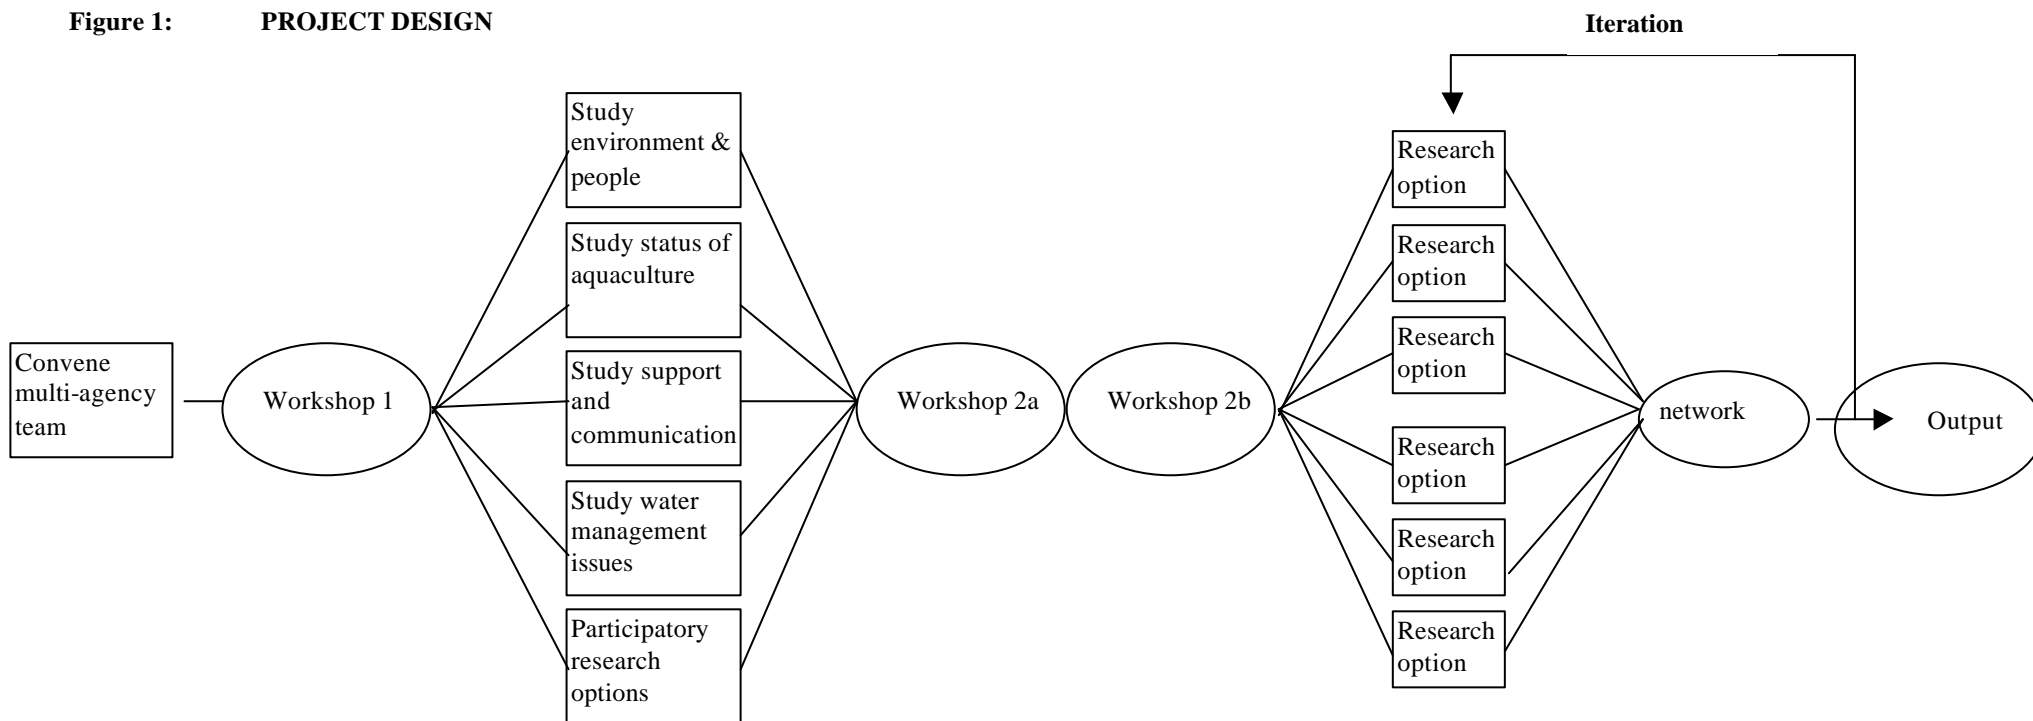 Figure 1: PROJECT DESIGN
Iteration
Convene
multi-agency
team
Workshop 1
Study
environment &
people
Study status of
aquaculture
Study support
and
communication
Study water
management
issues
Participatory
research
options
Workshop 2a
Workshop 2b
Research
option
Research
option
Research
option
Research
option
Research
option
Research
option
network
Output